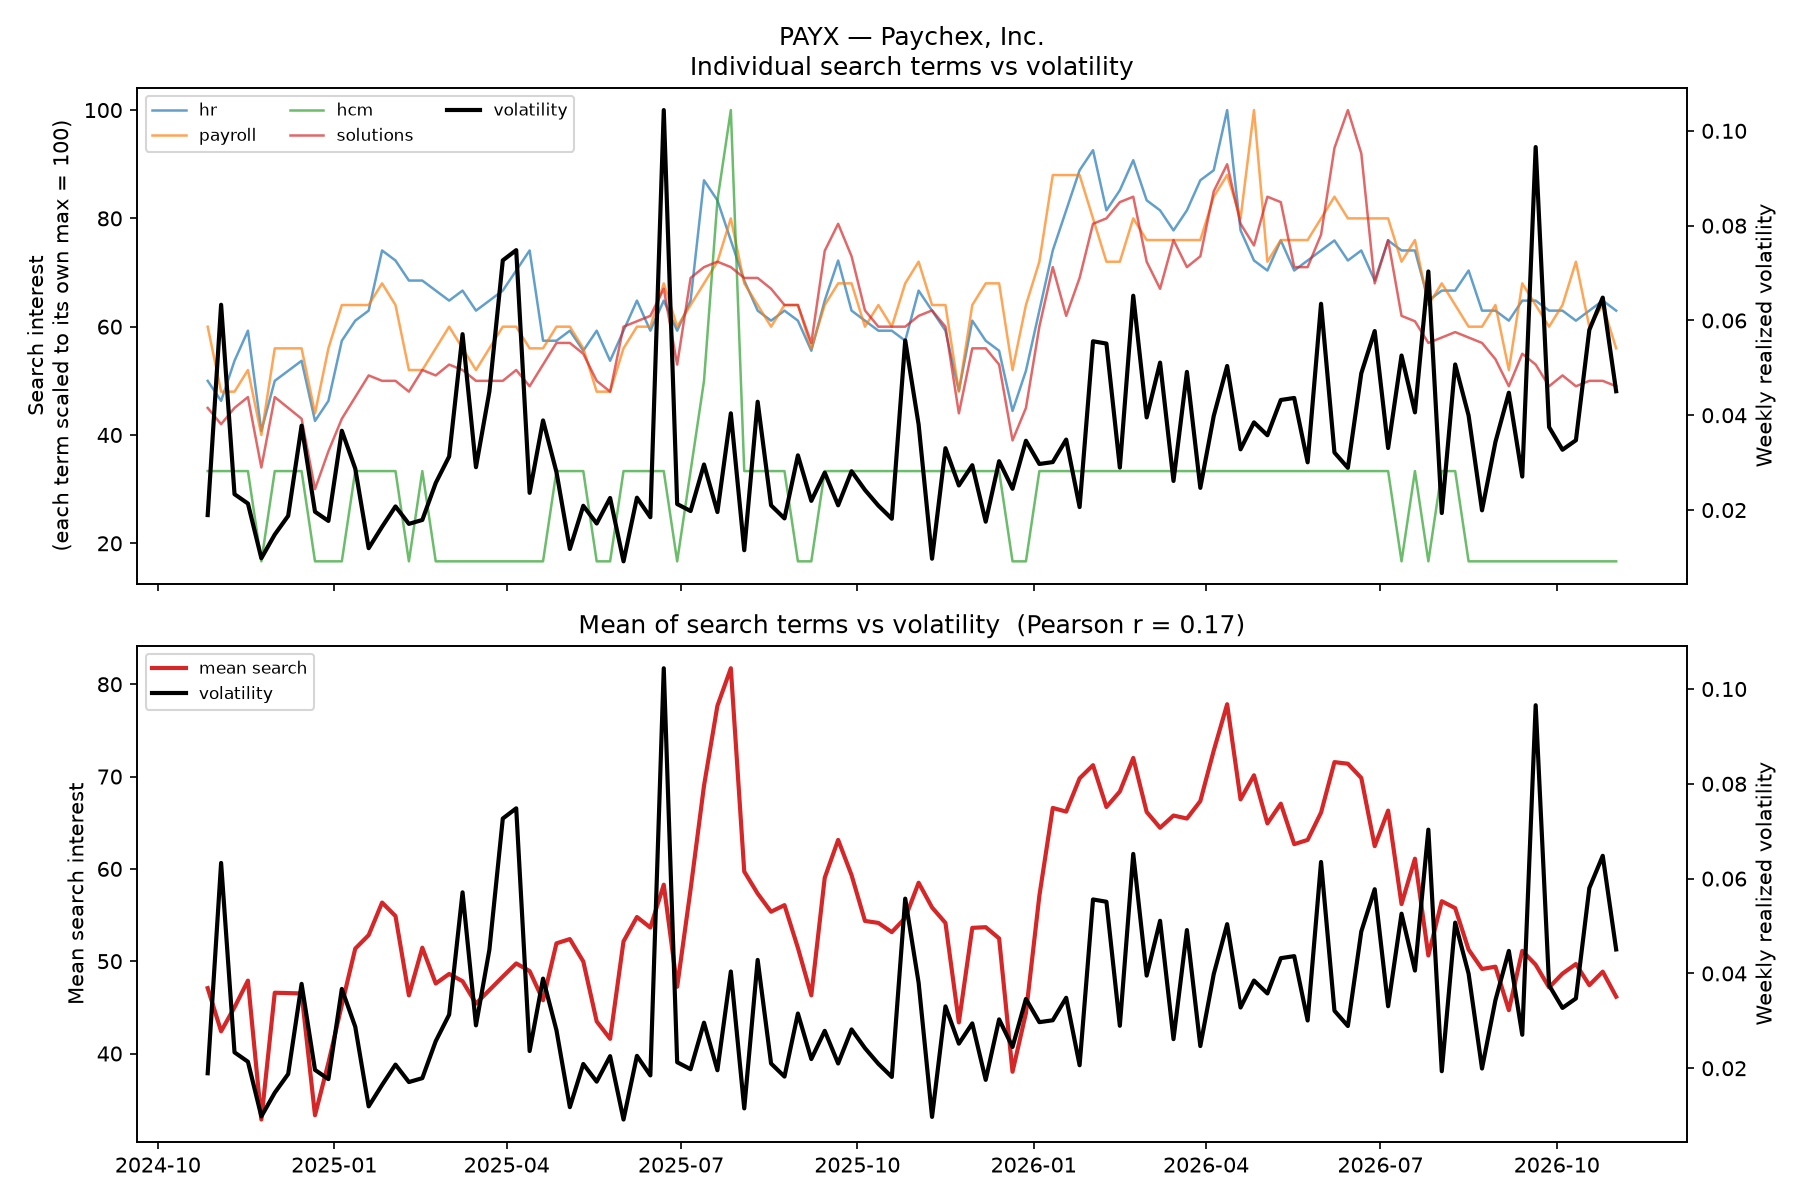 PAYX — Paychex, Inc.
Individual search terms vs volatility
hr
payroll
hcm
solutions
volatility
Search interest
(each term scaled to its own max = 100)
100
80
60
40
20
0.10
0.08
0.06
0.04
0.02
Weekly realized volatility
Mean of search terms vs volatility (Pearson r = 0.17)
mean search
volatility
Mean search interest
80
70
60
50
40
0.10
0.08
0.06
0.04
0.02
Weekly realized volatility
2024-10
2025-01
2025-04
2025-07
2025-10
2026-01
2026-04
2026-07
2026-10